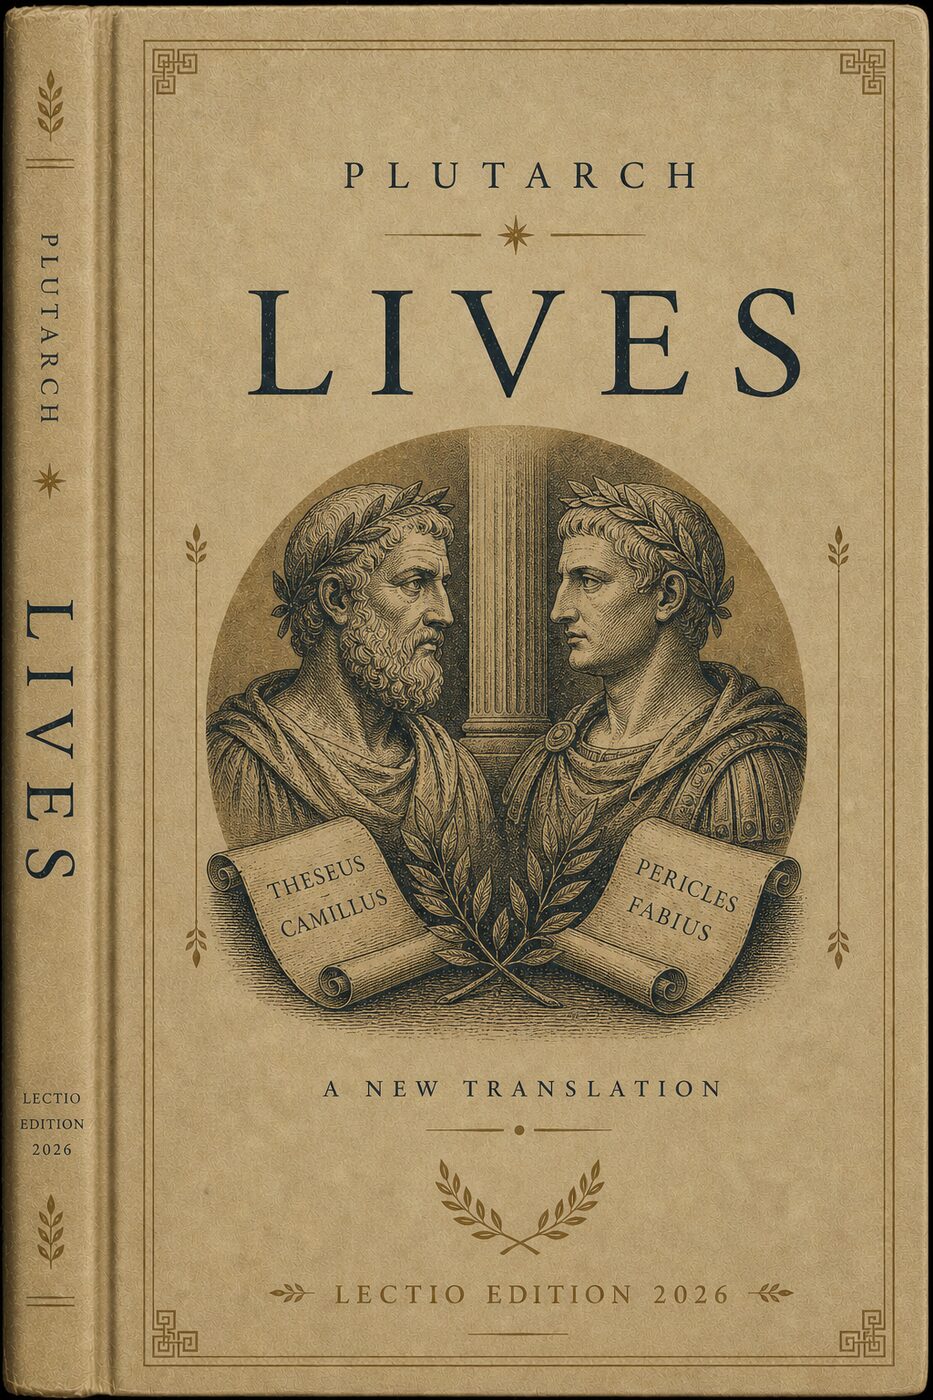 PLUTARCH
LIVES
THESEUS
CAMILLUS
PERICLES
FABIUS
A NEW TRANSLATION
LECTIO EDITION 2026
PLUTARCH
LIVES
LECTIO
EDITION
2026